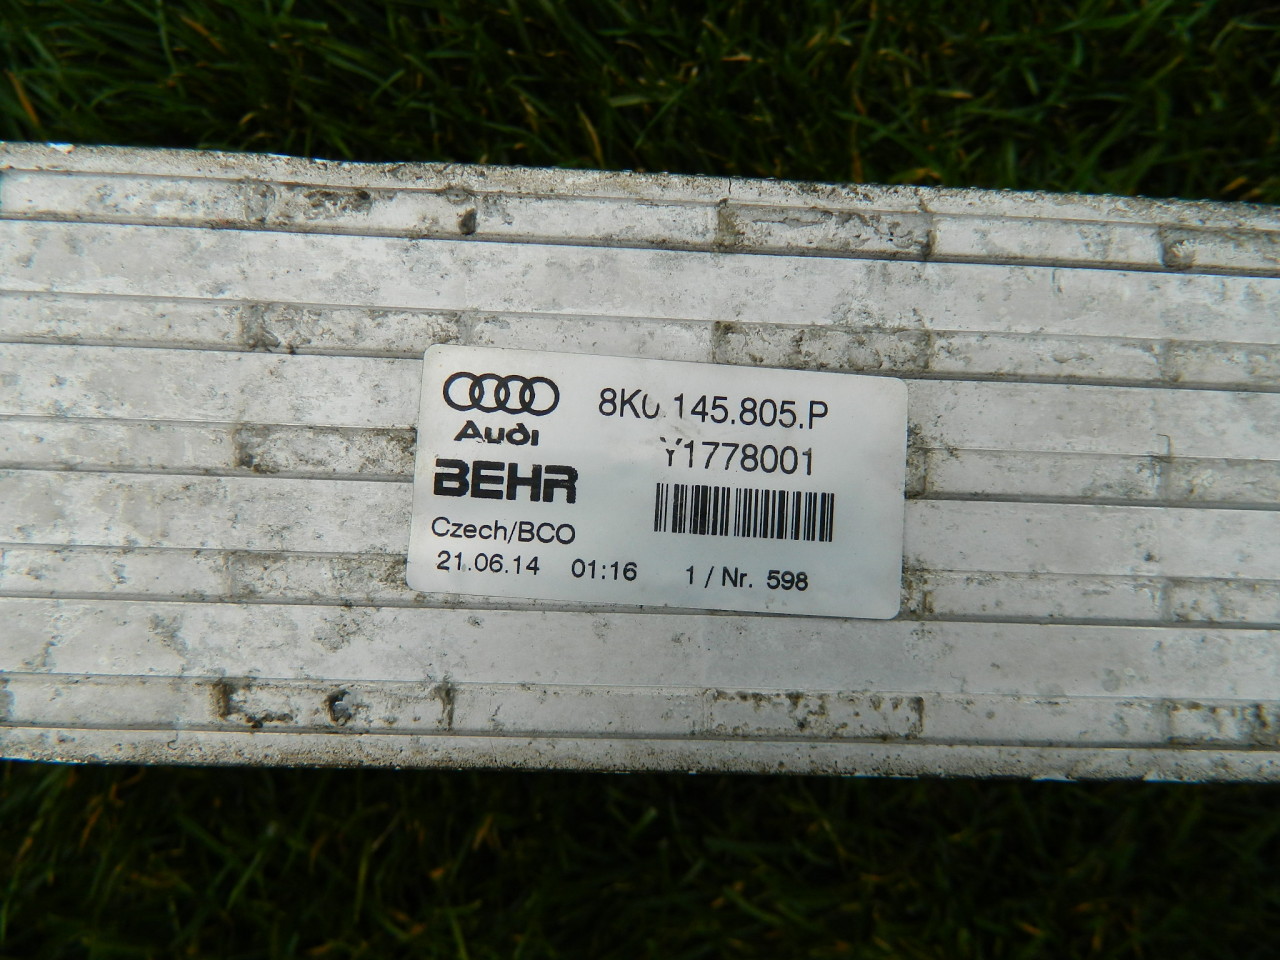 8K0.145.805.P
Audi
Y1778001
BEHR
Czech/BCO
21.06.14 01:16 1 / Nr. 598